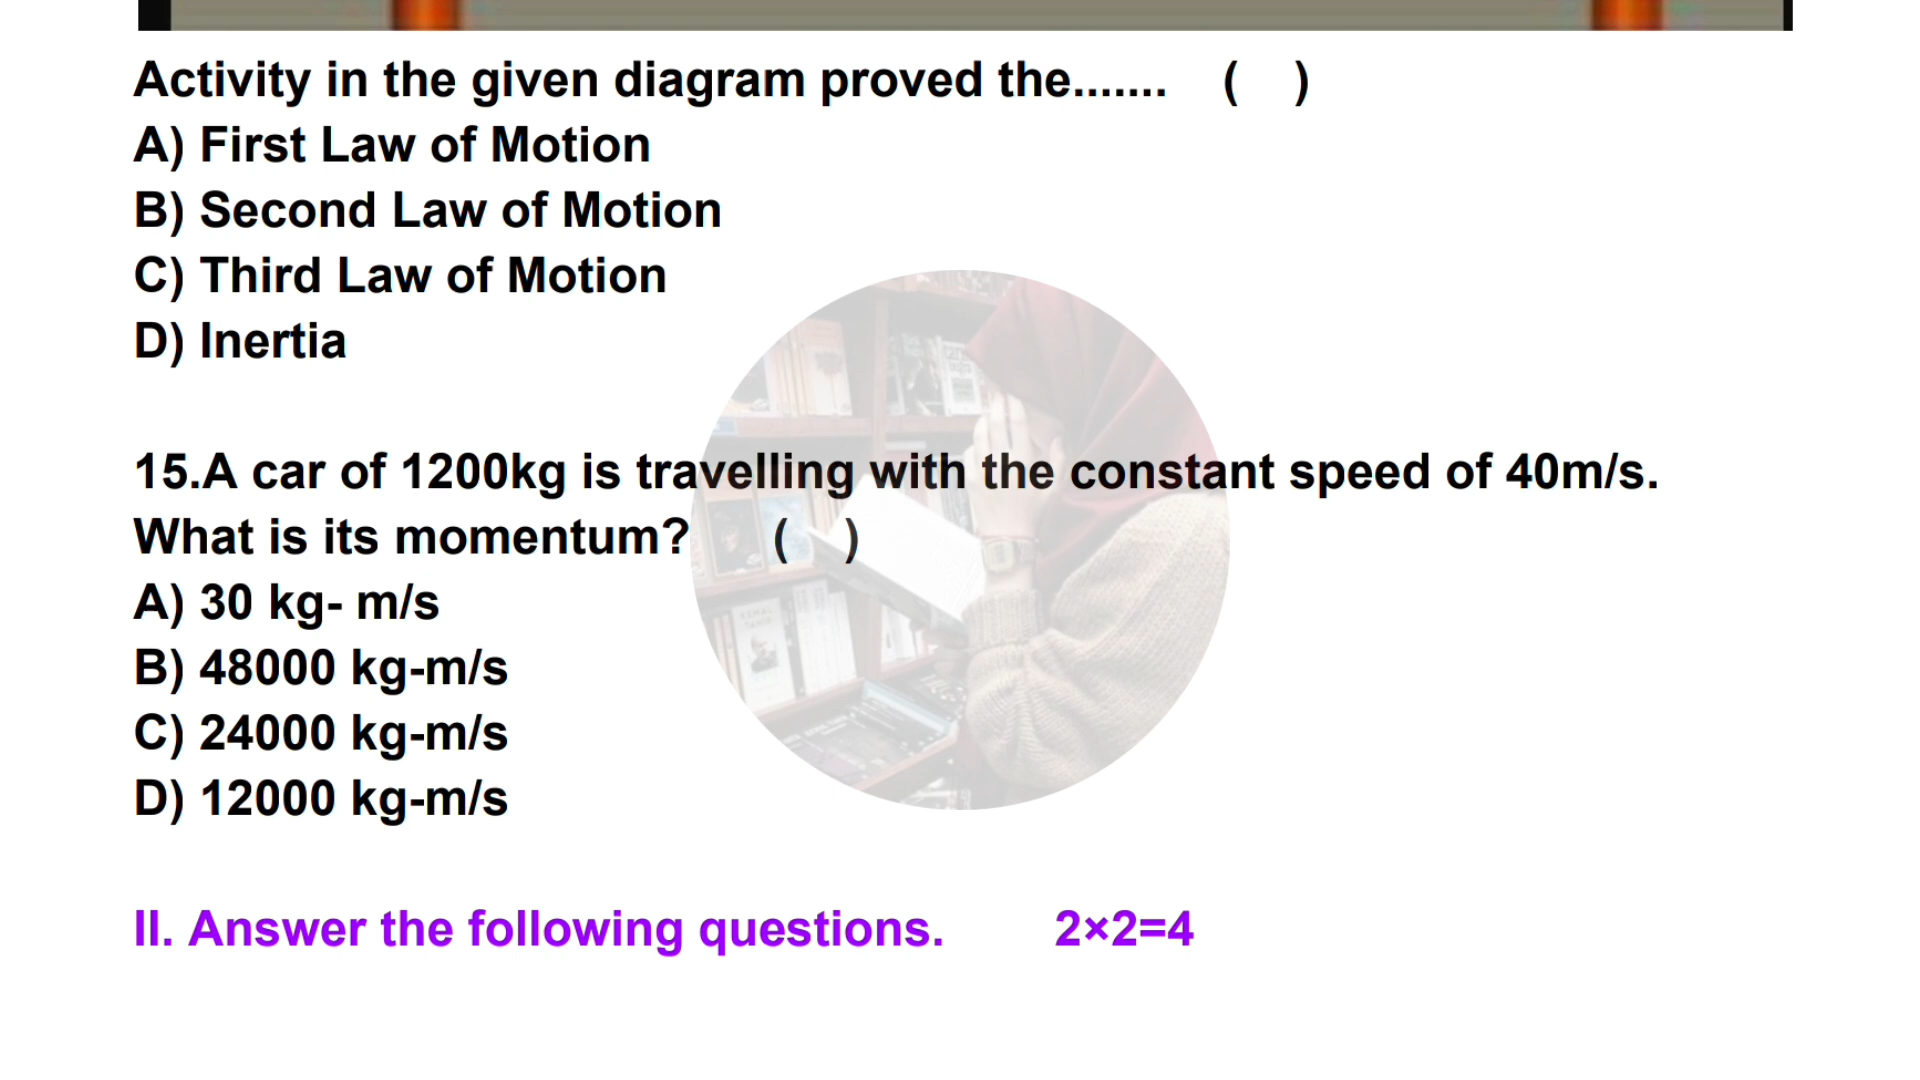 Activity in the given diagram proved the....... ( )
A) First Law of Motion
B) Second Law of Motion
C) Third Law of Motion
D) Inertia
15.A car of 1200kg is travelling with the constant speed of 40m/s.
What is its momentum? ( )
A) 30 kg- m/s
B) 48000 kg-m/s
C) 24000 kg-m/s
D) 12000 kg-m/s
II. Answer the following questions. 2×2=4